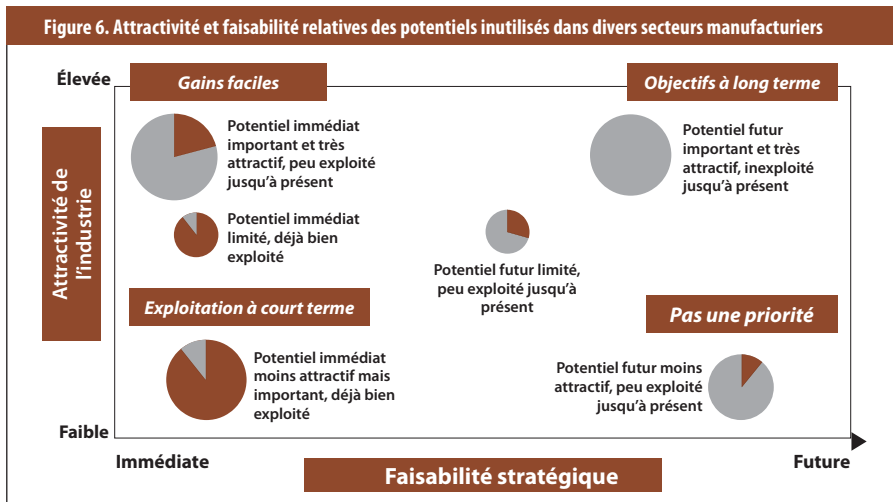 Figure 6. Attractivité et faisabilité relatives des potentiels inutilisés dans divers secteurs manufacturiers
Élevée
Gains faciles
Objectifs à long terme
Potentiel immédiat
important et très
attractif, peu exploité
jusqu'à présent
Potentiel futur
important et très
attractif, inexploité
jusqu'à présent
Attractivité de
l'industrie
Potentiel immédiat
limité, déjà bien
exploité
Potentiel futur limité,
peu exploité jusqu'à
présent
Exploitation à court terme
Pas une priorité
Potentiel immédiat
moins attractif mais
important, déjà bien
exploité
Potentiel futur moins
attractif, peu exploité
jusqu'à présent
Faible
Immédiate
Faisabilité stratégique
Future